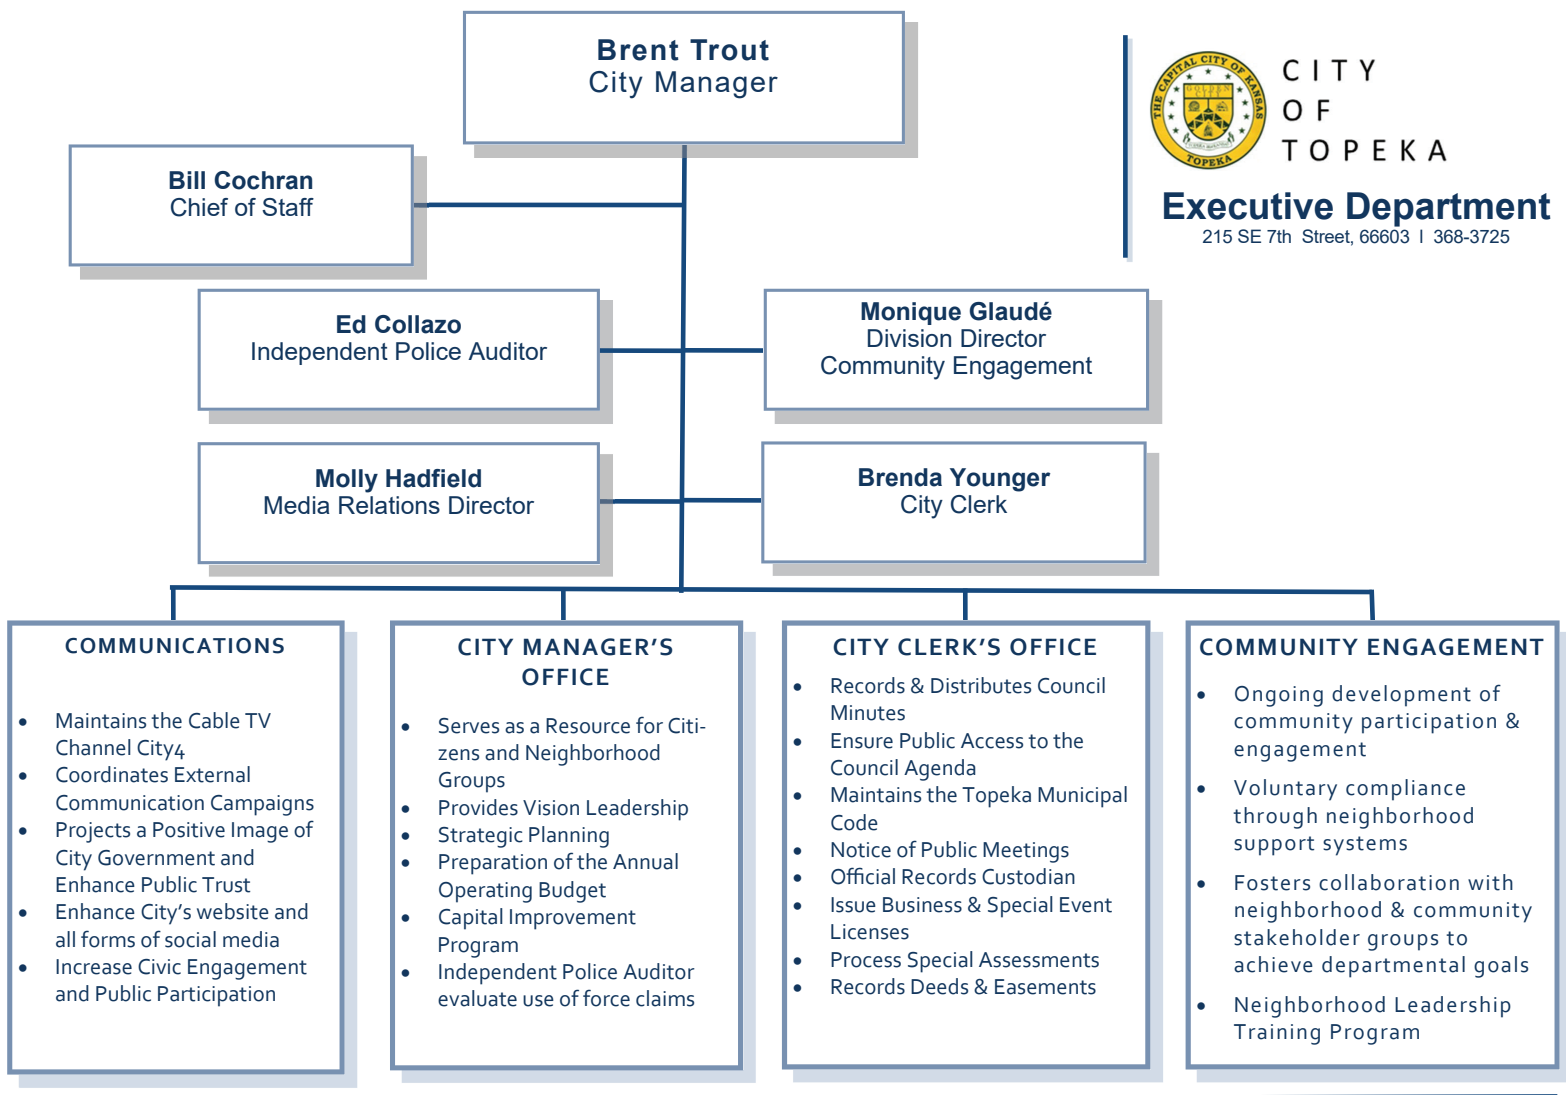 Brent Trout
City Manager
THE CAPITAL CITY OF KANSAS
GOLDEN
CITY
TOPEKA
CITY
OF
TOPEKA
Executive Department
215 SE 7th Street, 66603 l 368-3725
Bill Cochran
Chief of Staff
Ed Collazo
Independent Police Auditor
Monique Glaudé
Division Director
Community Engagement
Molly Hadfield
Media Relations Director
Brenda Younger
City Clerk
COMMUNICATIONS
• Maintains the Cable TV
Channel City4
• Coordinates External
Communication Campaigns
• Projects a Positive Image of
City Government and
Enhance Public Trust
• Enhance City’s website and
all forms of social media
• Increase Civic Engagement
and Public Participation
CITY MANAGER’S
OFFICE
• Serves as a Resource for Citi-
zens and Neighborhood
Groups
• Provides Vision Leadership
• Strategic Planning
• Preparation of the Annual
Operating Budget
• Capital Improvement
Program
• Independent Police Auditor
evaluate use of force claims
CITY CLERK’S OFFICE
• Records & Distributes Council
Minutes
• Ensure Public Access to the
Council Agenda
• Maintains the Topeka Municipal
Code
• Notice of Public Meetings
• Official Records Custodian
• Issue Business & Special Event
Licenses
• Process Special Assessments
• Records Deeds & Easements
COMMUNITY ENGAGEMENT
• Ongoing development of
community participation &
engagement
• Voluntary compliance
through neighborhood
support systems
• Fosters collaboration with
neighborhood & community
stakeholder groups to
achieve departmental goals
• Neighborhood Leadership
Training Program